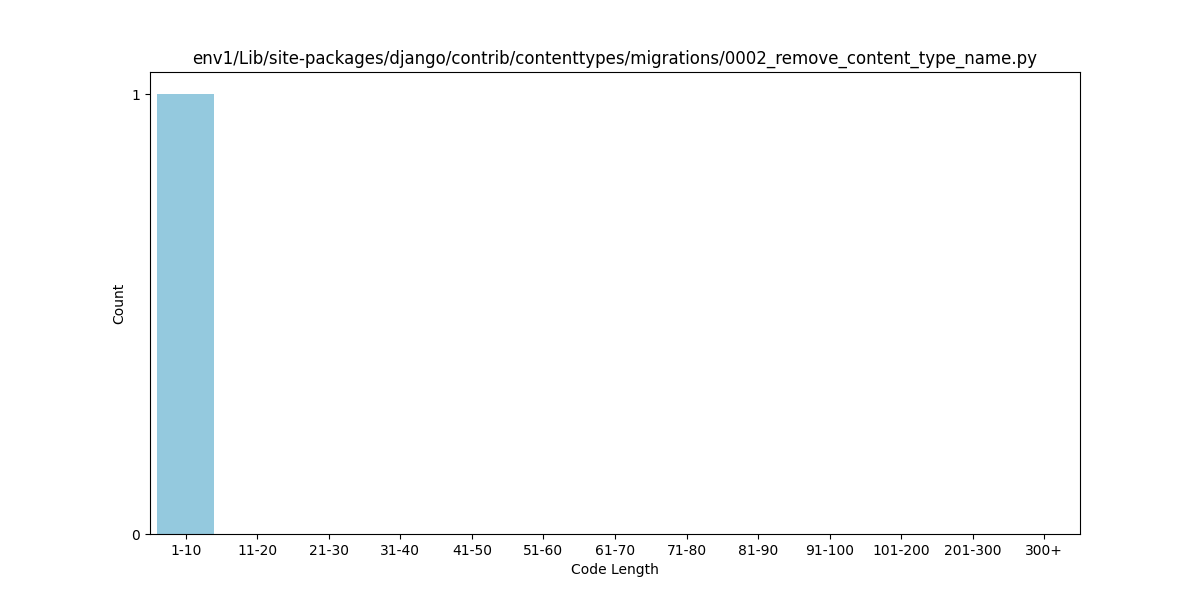 env1/Lib/site-packages/django/contrib/contenttypes/migrations/0002_remove_content_type_name.py
1
Count
0
1-10 11-20 21-30 31-40 41-50 51-60 61-70 71-80 81-90 91-100 101-200 201-300 300+
Code Length